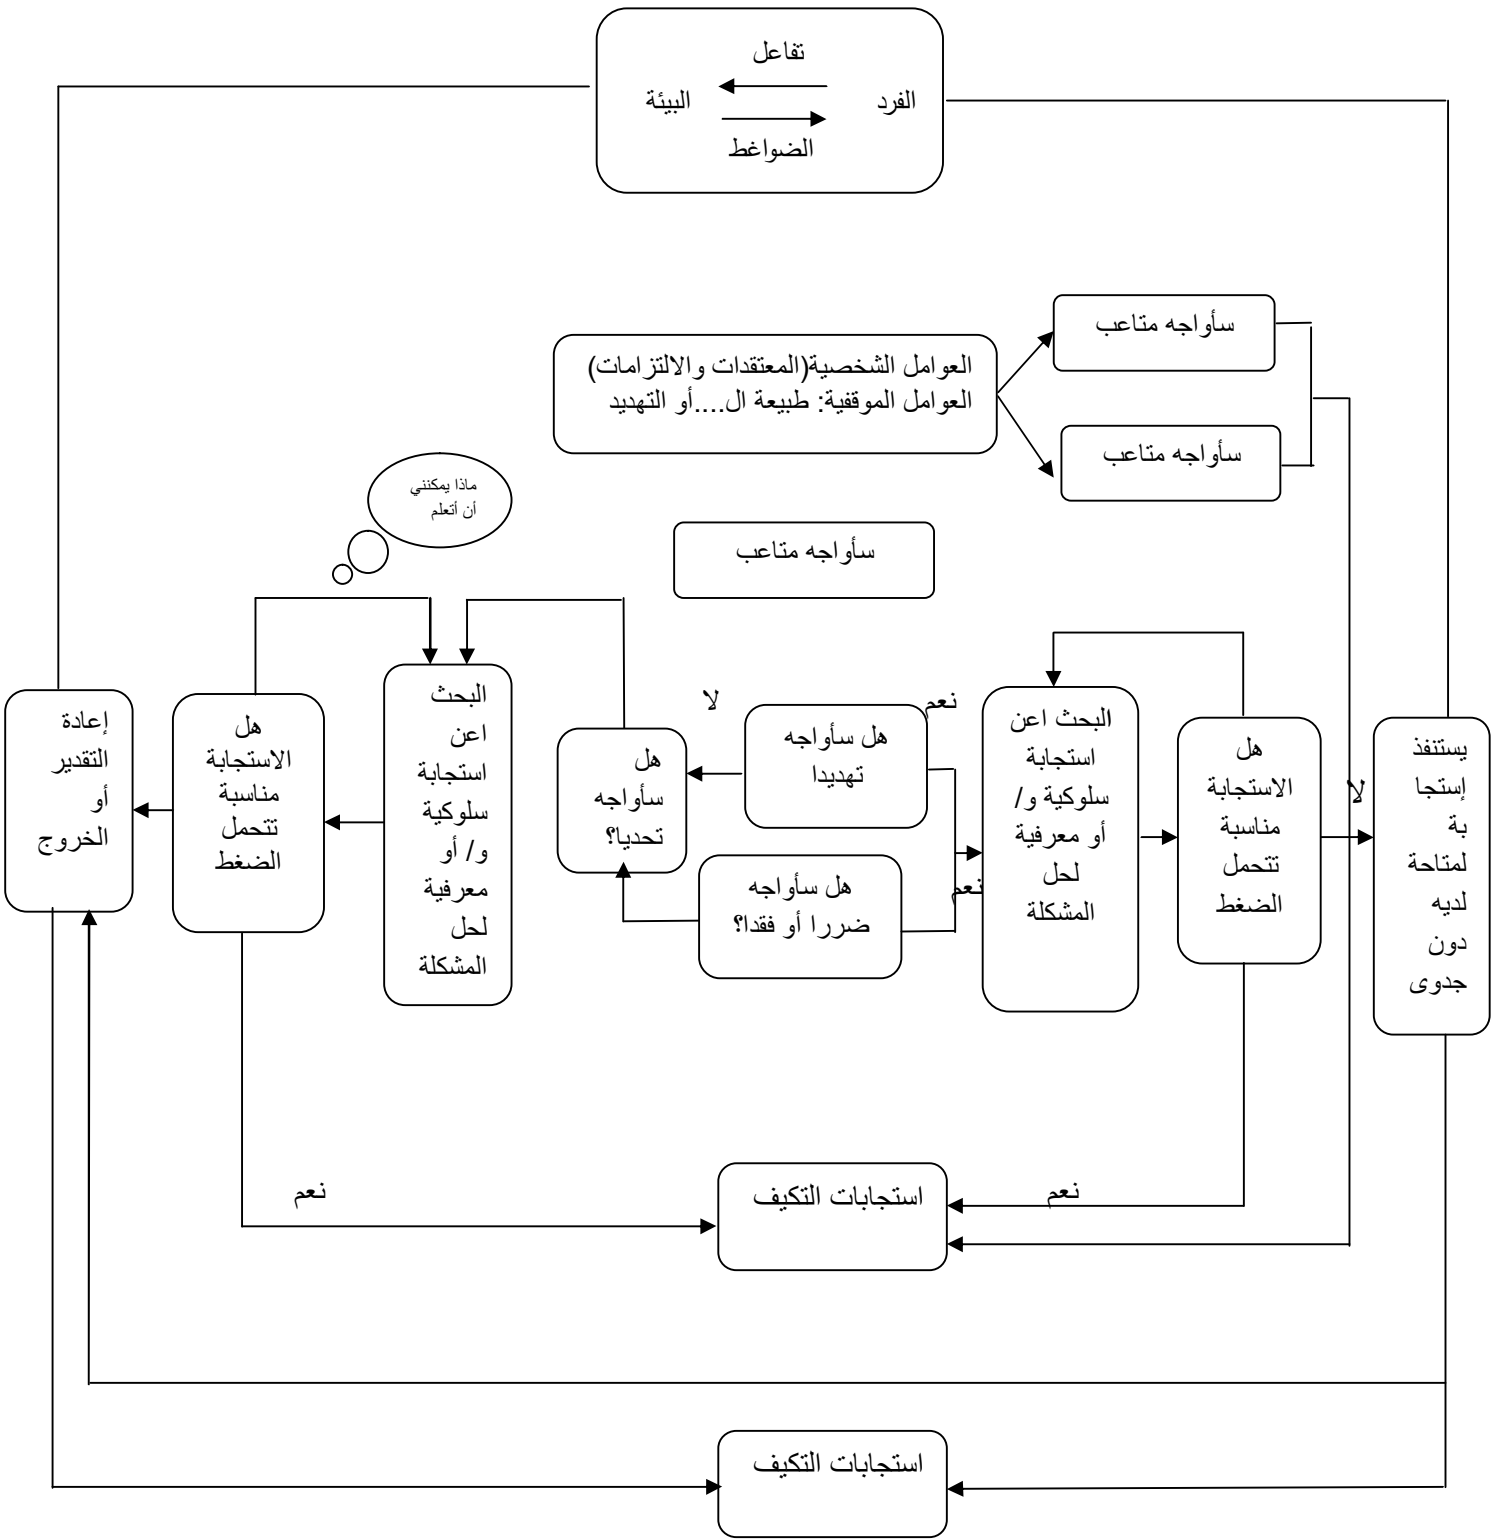 تفاعل
الفرد
البيئة
الضواغط
سأواجه متاعب
العوامل الشخصية(المعتقدات والالتزامات)
العوامل الموقفية: طبيعة ال....أو التهديد
سأواجه متاعب
ماذا يمكنني
أن أتعلم
سأواجه متاعب
يستنفذ
إستجا
بة
لمتاحة
لديه
دون
جدوى
لا
هل
الاستجابة
مناسبة
تتحمل
الضغط
البحث اعن
استجابة
سلوكية و/
أو معرفية
لحل
المشكلة
نعم
نعم
هل سأواجه
تهديدا
هل سأواجه
ضررا أو فقدا؟
لا
هل
سأواجه
تحديا؟
البحث
اعن
استجابة
سلوكية
و/ أو
معرفية
لحل
المشكلة
هل
الاستجابة
مناسبة
تتحمل
الضغط
إعادة
التقدير
أو
الخروج
نعم
استجابات التكيف
نعم
استجابات التكيف